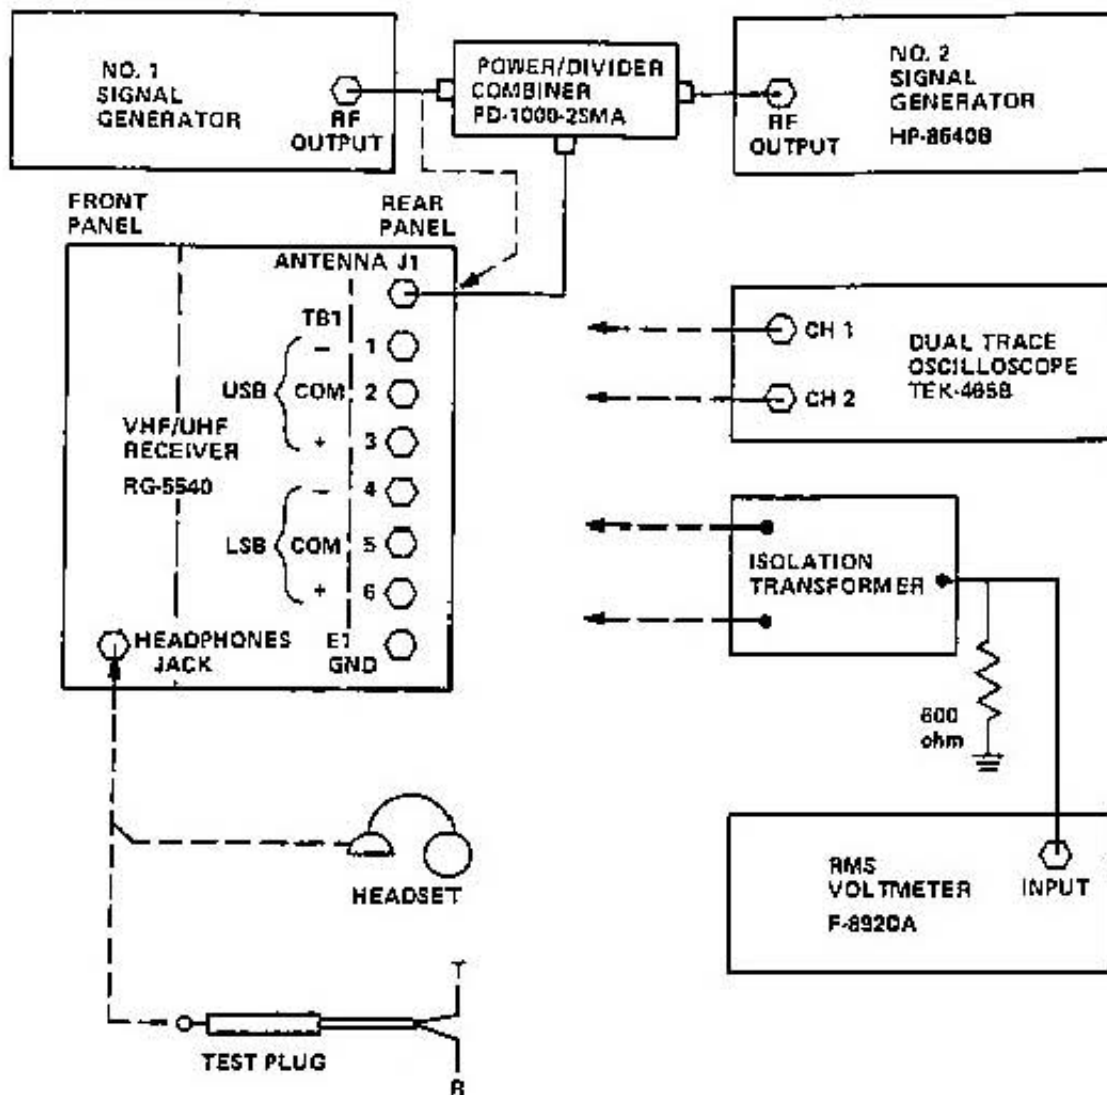 NO. 1
SIGNAL
GENERATOR
RF
OUTPUT
POWER/DIVIDER
COMBINER
PD-1000-2SMA
NO. 2
SIGNAL
GENERATOR
HP-8640B
RF
OUTPUT
FRONT
PANEL
REAR
PANEL
ANTENNA J1
TB1
USB
- 1
COM 2
+ 3
VHF/UHF
RECEIVER
RG-5540
LSB
- 4
COM 5
+ 6
HEADPHONES
JACK
E1
GND
CH 1
CH 2
DUAL TRACE
OSCILLOSCOPE
TEK-465B
ISOLATION
TRANSFORMER
600
ohm
RMS
VOLTMETER
F-8920A
INPUT
HEADSET
T
TEST PLUG
R